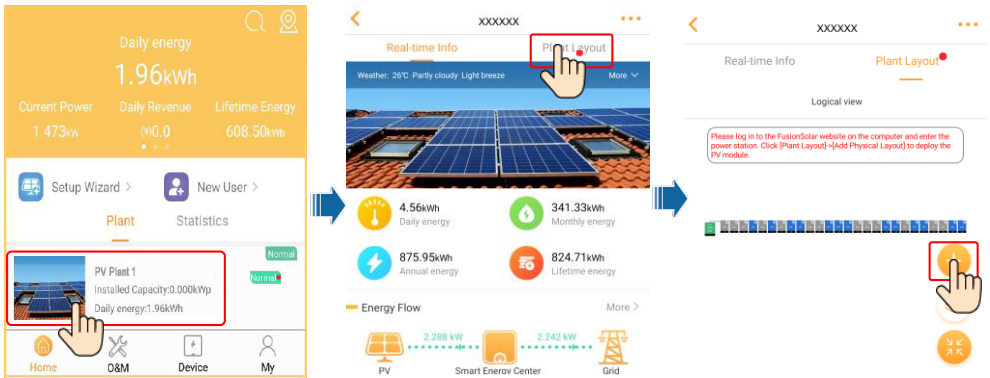 Daily energy
1.96kWh
Current Power Daily Revenue Lifetime Energy
1.473kW (¥)0.0 608.50kWh
Setup Wizard > New User >
Plant Statistics
Normal
PV Plant 1
Normal
Installed Capacity:0.000kWp
Daily energy:1.96kWh
Home O&M Device My
xxxxxx
Real-time Info Plant Layout
Weather: 26℃ Partly cloudy Light breeze More
4.56kWh 341.33kWh
Daily energy Monthly energy
875.95kWh 824.71kWh
Annual energy Lifetime energy
Energy Flow More >
2.288 kW 2.242 kW
PV Smart Energy Center Grid
xxxxxx
Real-time Info Plant Layout
Logical view
Please log in to the FusionSolar website on the computer and enter the
power station. Click [Plant Layout]->[Add Physical Layout] to deploy the
PV module.